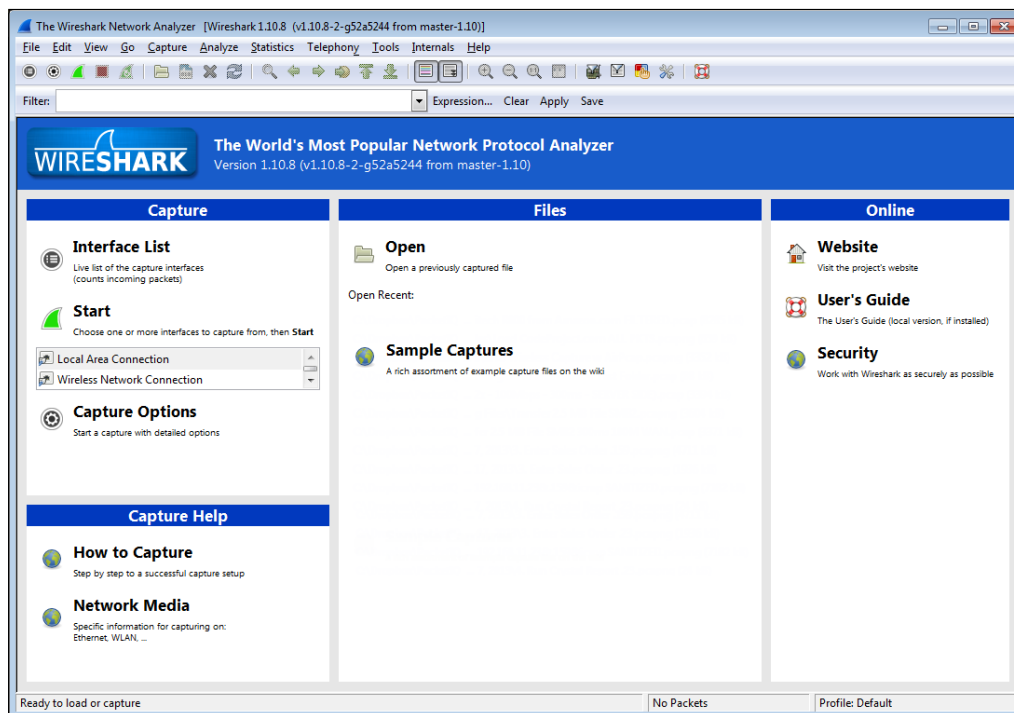 The Wireshark Network Analyzer [Wireshark 1.10.8 (v1.10.8-2-g52a5244 from master-1.10)]
File Edit View Go Capture Analyze Statistics Telephony Tools Internals Help
Filter: Expression... Clear Apply Save
WIRESHARK
The World's Most Popular Network Protocol Analyzer
Version 1.10.8 (v1.10.8-2-g52a5244 from master-1.10)
Capture
Interface List
Live list of the capture interfaces
(counts incoming packets)
Start
Choose one or more interfaces to capture from, then Start
Local Area Connection
Wireless Network Connection
Capture Options
Start a capture with detailed options
Capture Help
How to Capture
Step by step to a successful capture setup
Network Media
Specific information for capturing on:
Ethernet, WLAN, ...
Files
Open
Open a previously captured file
Open Recent:
Sample Captures
A rich assortment of example capture files on the wiki
Online
Website
Visit the project's website
User's Guide
The User's Guide (local version, if installed)
Security
Work with Wireshark as securely as possible
Ready to load or capture
No Packets
Profile: Default